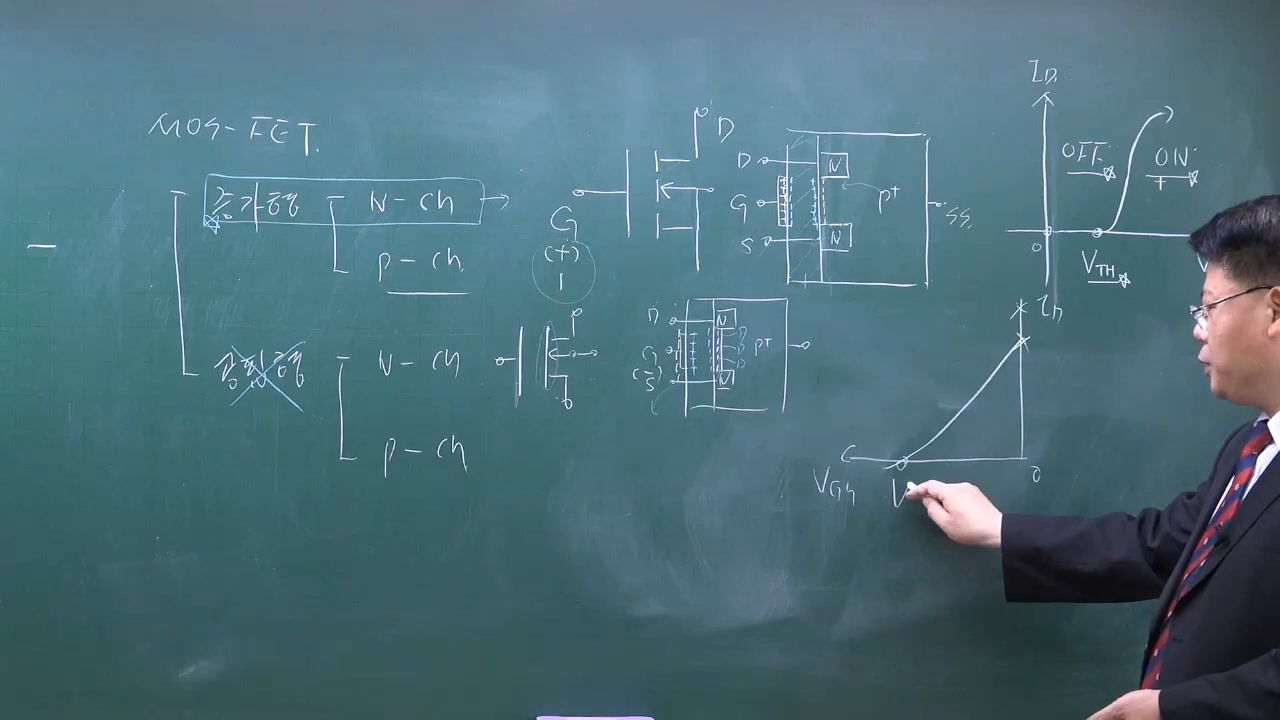 MOS-FET.
증가형 N-ch
P-ch
공핍형 N-ch
P-ch
G
(+)
D
D
G
S
N
N
P+
SS.
ID.
OFF
ON
0
VTH
V
D
G
(-)
S
N
N
D
D
D
P+
ID
VGS
V
0